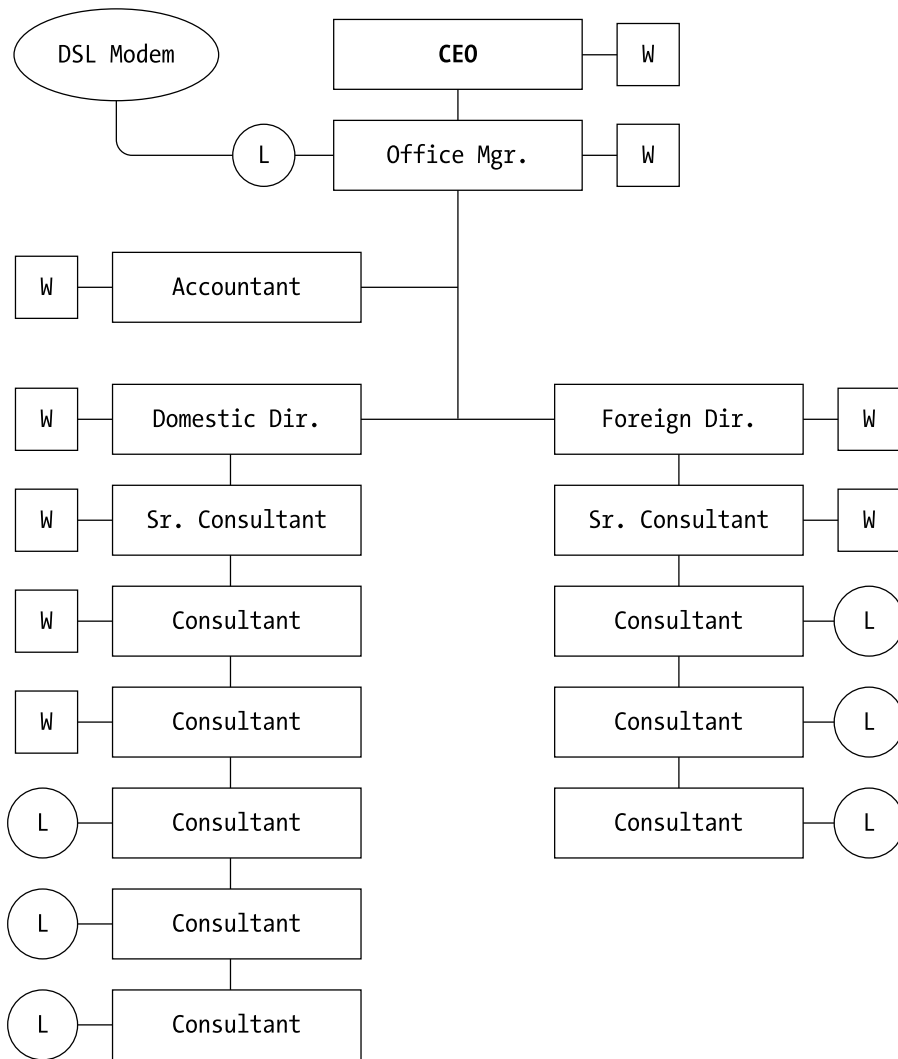 DSL Modem
CEO W
L Office Mgr. W
W Accountant
W Domestic Dir. Foreign Dir. W
W Sr. Consultant Sr. Consultant W
W Consultant Consultant L
W Consultant Consultant L
L Consultant Consultant L
L Consultant
L Consultant